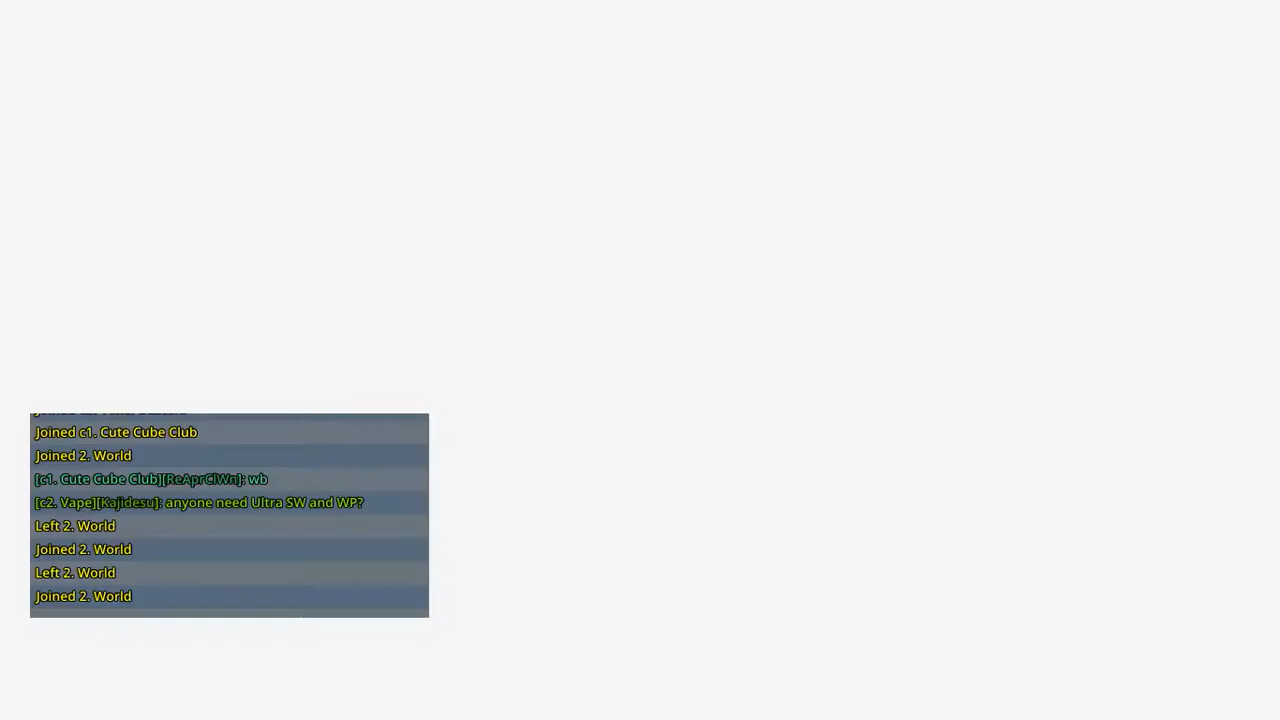 Joined c1. Cute Cube Club
Joined 2. World
[c1. Cute Cube Club][ReAprClWn]: wb
[c2. Vape][Kajidesu]: anyone need Ultra SW and WP?
Left 2. World
Joined 2. World
Left 2. World
Joined 2. World